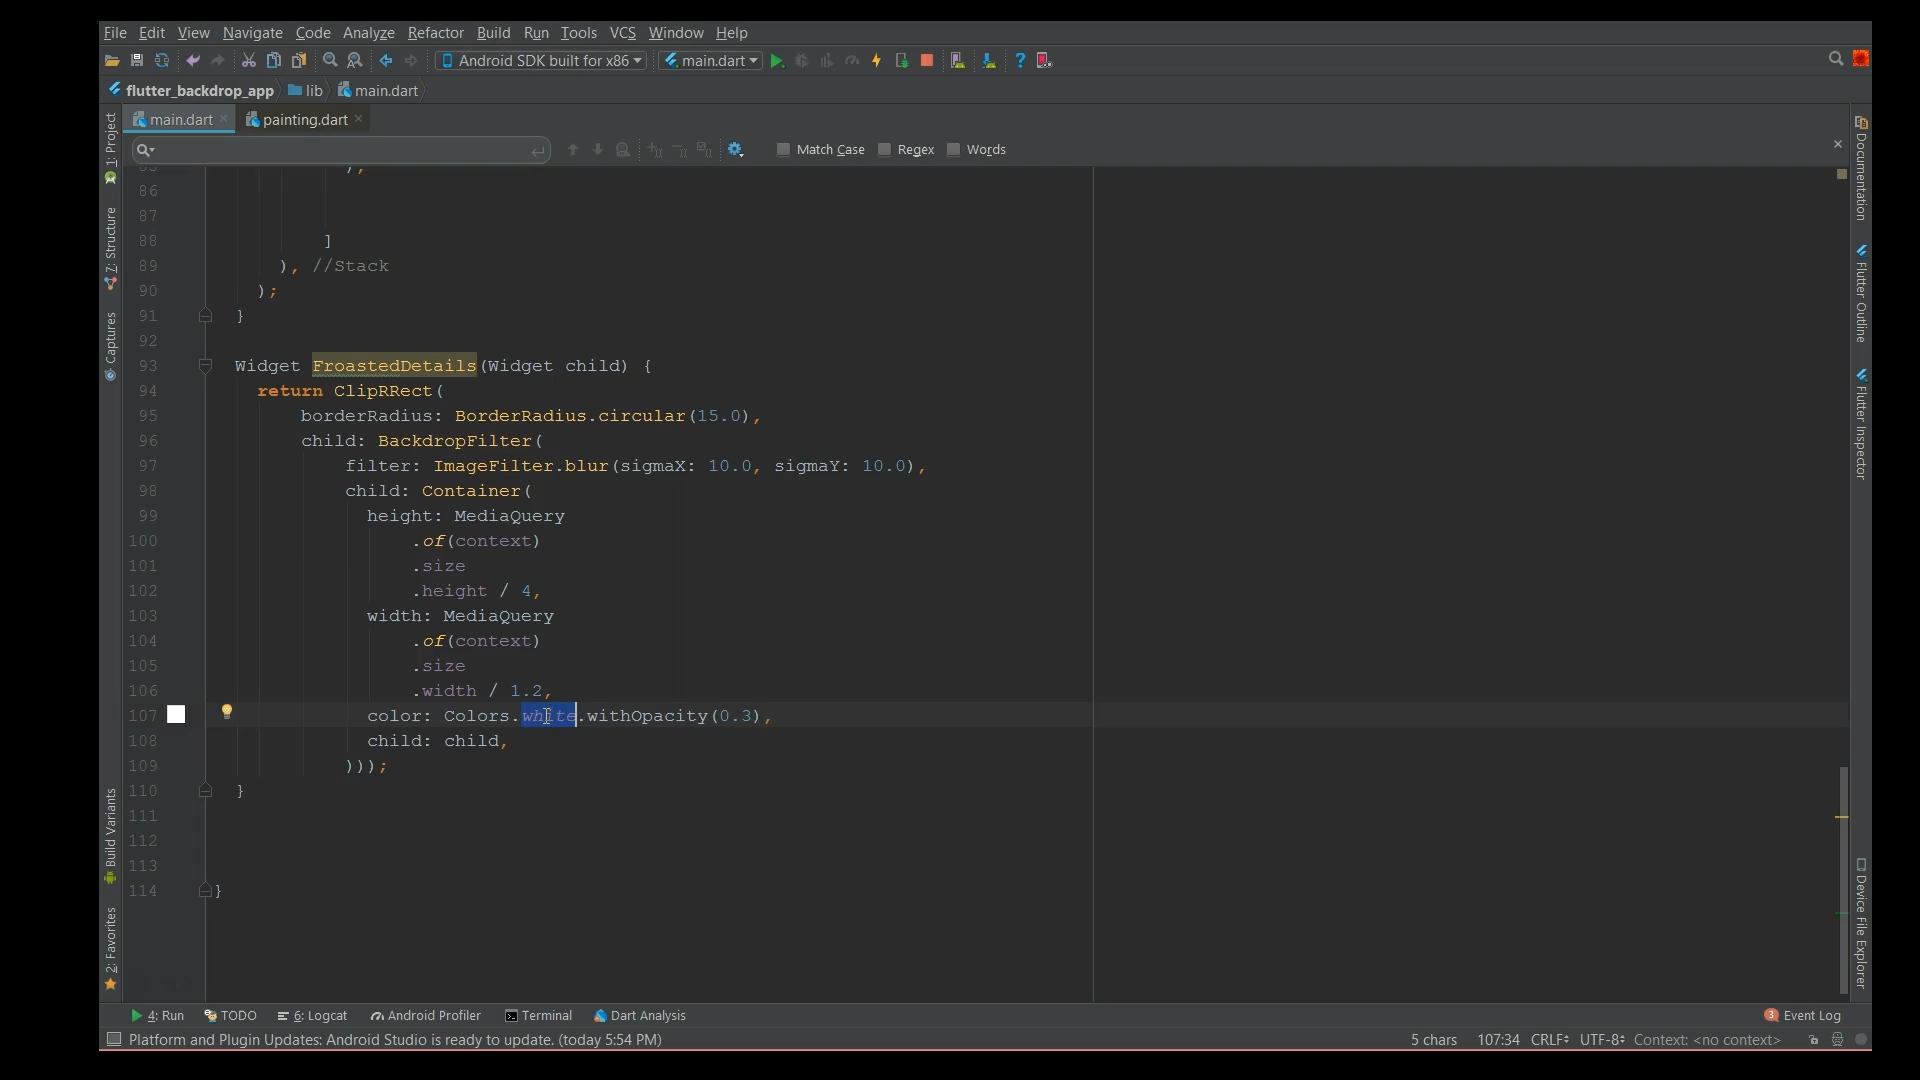 File Edit View Navigate Code Analyze Refactor Build Run Tools VCS Window Help
Android SDK built for x86 main.dart
flutter_backdrop_app lib main.dart
main.dart painting.dart
Match Case Regex Words
85 ),
86
87
88 ]
89 ), //Stack
90 );
91 }
92
93 Widget FroastedDetails(Widget child) {
94 return ClipRRect(
95 borderRadius: BorderRadius.circular(15.0),
96 child: BackdropFilter(
97 filter: ImageFilter.blur(sigmaX: 10.0, sigmaY: 10.0),
98 child: Container(
99 height: MediaQuery
100 .of(context)
101 .size
102 .height / 4,
103 width: MediaQuery
104 .of(context)
105 .size
106 .width / 1.2,
107 color: Colors.white.withOpacity(0.3),
108 child: child,
109 )));
110 }
111
112
113
114 }
1: Project
7: Structure
Captures
Build Variants
2: Favorites
Documentation
Flutter Outline
Flutter Inspector
Device File Explorer
4: Run TODO 6: Logcat Android Profiler Terminal Dart Analysis 3 Event Log
Platform and Plugin Updates: Android Studio is ready to update. (today 5:54 PM) 5 chars 107:34 CRLF UTF-8 Context: <no context>